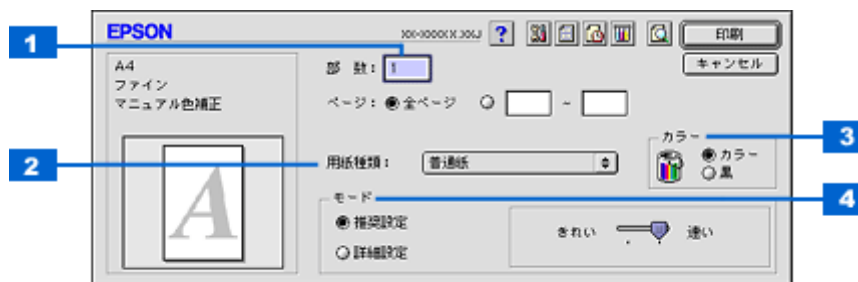 EPSON
XX-XXXXX X.XXJ ? 印刷
1
A4
ファイン
マニュアル色補正
部 数: 1
キャンセル
ページ: 全ページ ~
カラー
3
2
用紙種類: 普通紙
カラー
黒
モード
4
推奨設定
詳細設定
きれい 速い
A